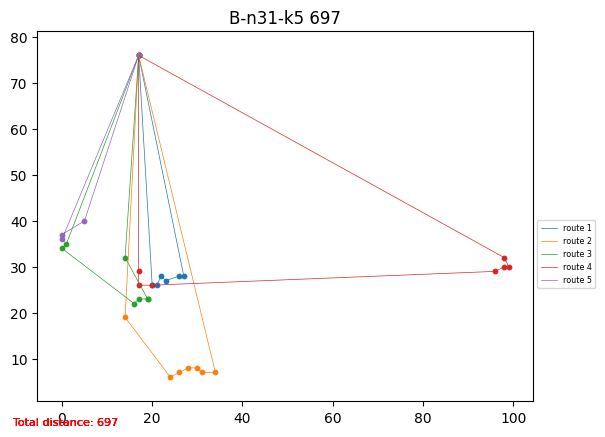 B-n31-k5 697
80
70
60
50
40
30
20
10
0 20 40 60 80 100
route 1
route 2
route 3
route 4
route 5
Total distance: 697